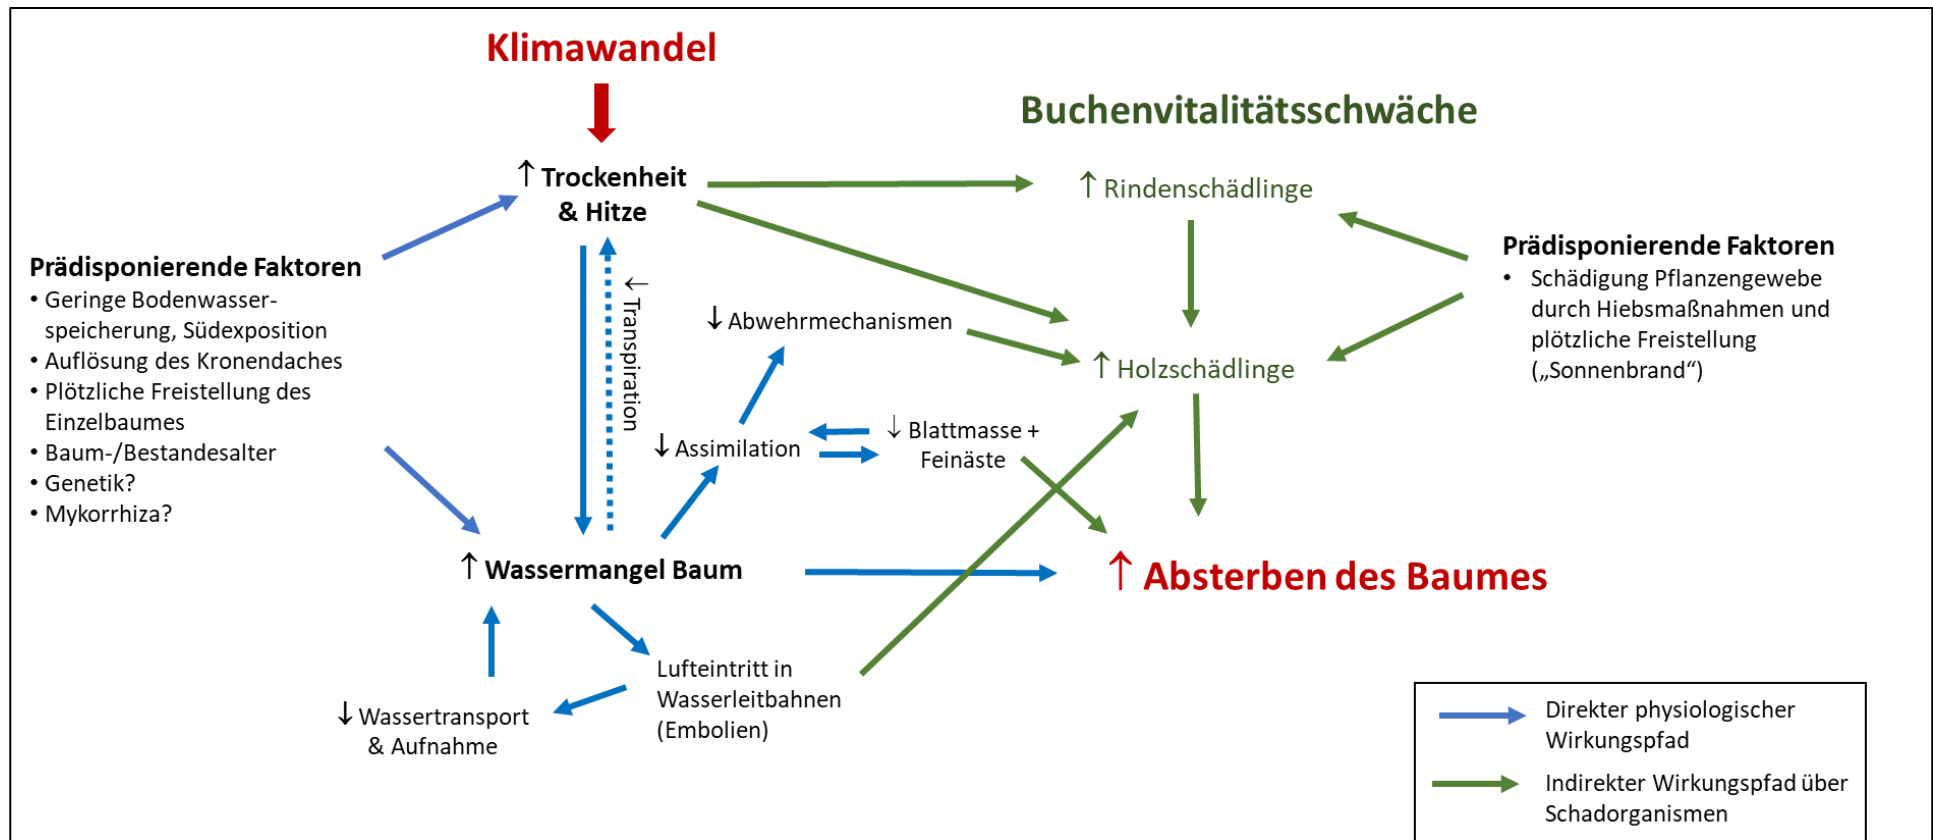 Klimawandel
Buchenvitalitätsschwäche
↑ Trockenheit
& Hitze
↑ Rindenschädlinge
Prädisponierende Faktoren
• Geringe Bodenwasser-
speicherung, Südexposition
• Auflösung des Kronendaches
• Plötzliche Freistellung des
Einzelbaumes
• Baum-/Bestandesalter
• Genetik?
• Mykorrhiza?
Prädisponierende Faktoren
• Schädigung Pflanzengewebe
durch Hiebsmaßnahmen und
plötzliche Freistellung
(„Sonnenbrand“)
↓ Transpiration
↓ Abwehrmechanismen
↑ Holzschädlinge
↓ Assimilation
↓ Blattmasse +
Feinäste
↑ Wassermangel Baum
↑ Absterben des Baumes
Lufteintritt in
Wasserleitbahnen
(Embolien)
↓ Wassertransport
& Aufnahme
Direkter physiologischer
Wirkungspfad
Indirekter Wirkungspfad über
Schadorganismen